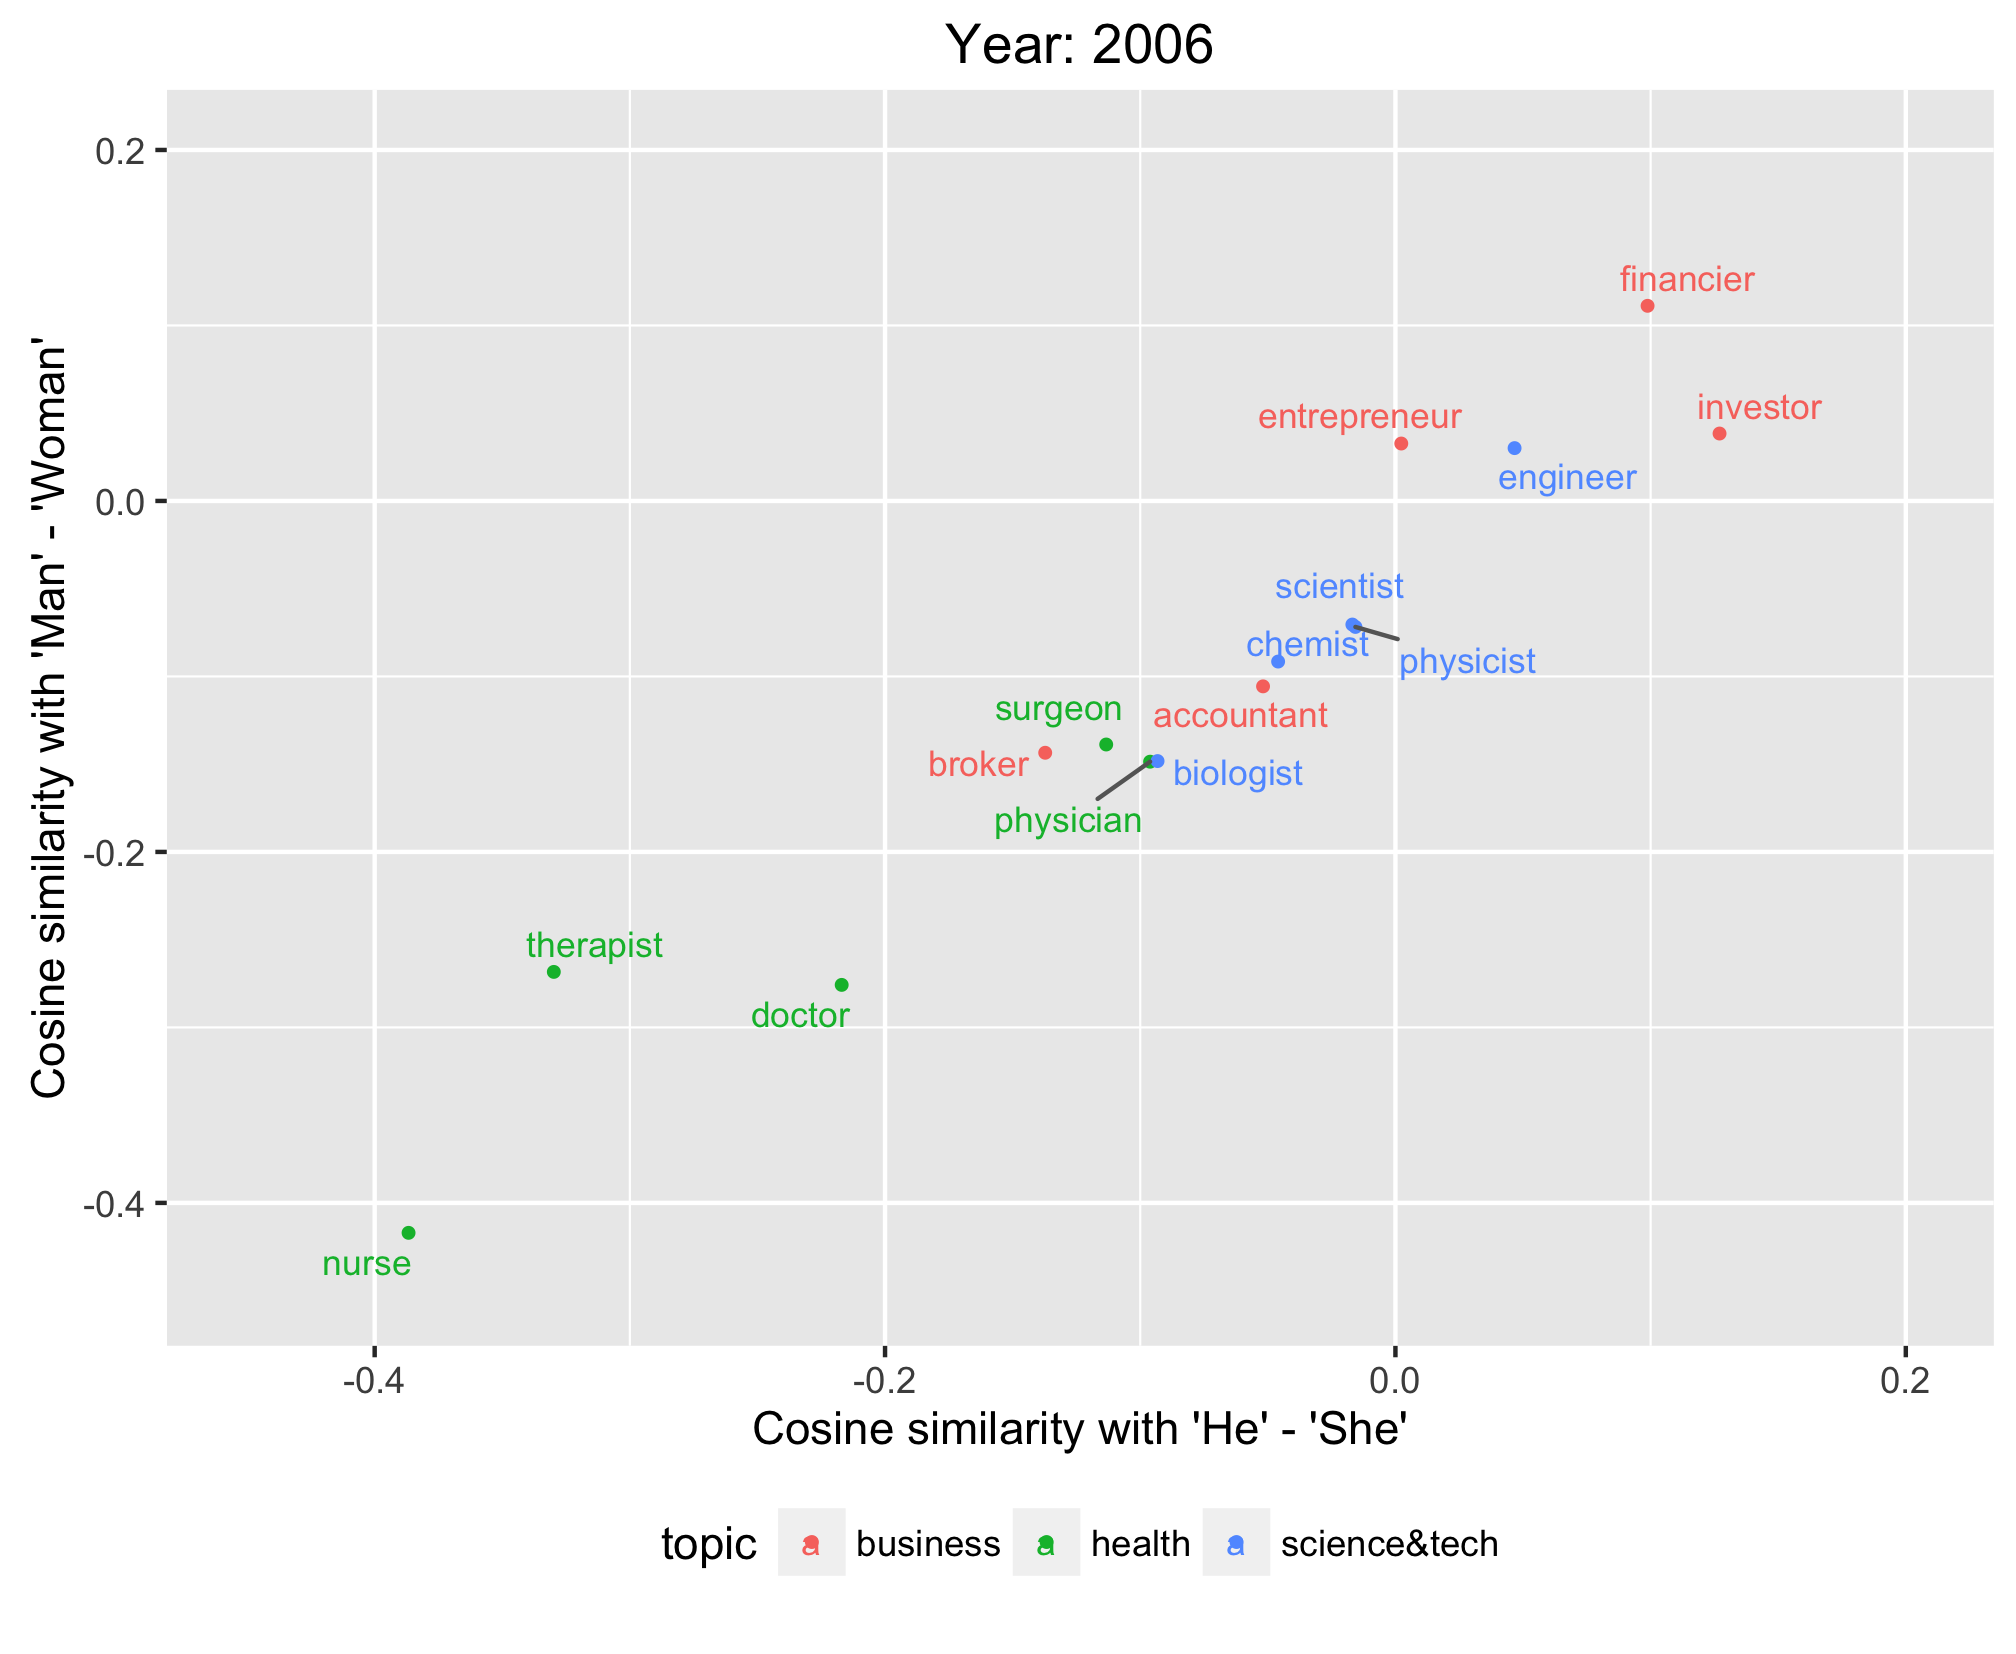 Year: 2006
0.2
0.0
-0.2
-0.4
Cosine similarity with 'Man' - 'Woman'
financier
investor
entrepreneur
engineer
scientist
chemist
physicist
accountant
surgeon
broker
biologist
physician
therapist
doctor
nurse
-0.4 -0.2 0.0 0.2
Cosine similarity with 'He' - 'She'
topic a business a health a science&tech